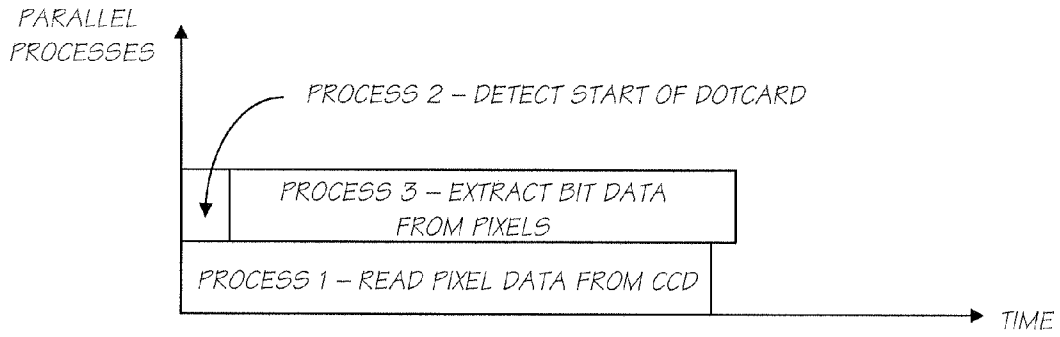 PARALLEL
PROCESSES
PROCESS 2 – DETECT START OF DOTCARD
PROCESS 3 – EXTRACT BIT DATA
FROM PIXELS
PROCESS 1 – READ PIXEL DATA FROM CCD
TIME